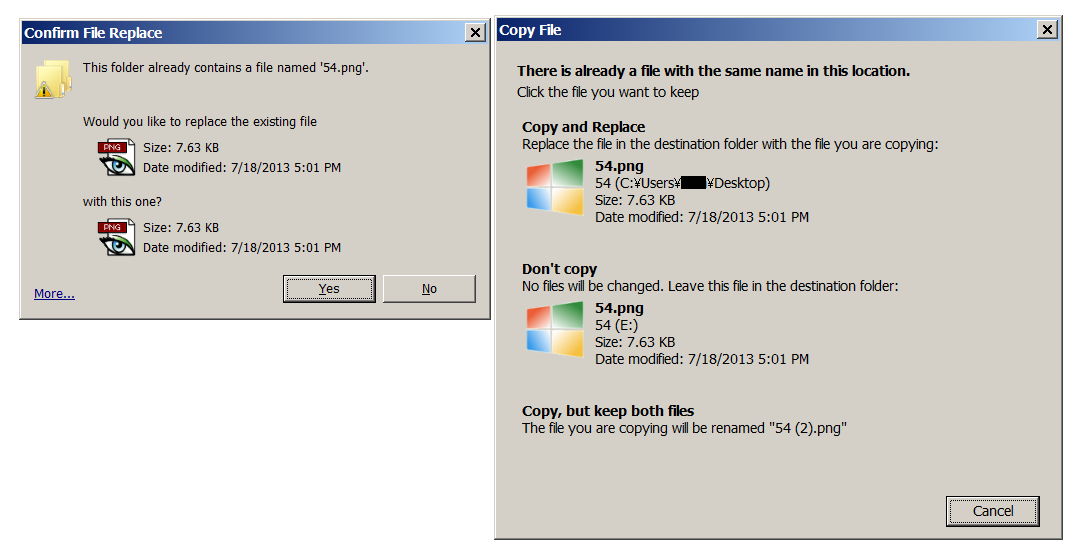 Confirm File Replace
This folder already contains a file named '54.png'.
Would you like to replace the existing file
PNG
Size: 7.63 KB
Date modified: 7/18/2013 5:01 PM
with this one?
PNG
Size: 7.63 KB
Date modified: 7/18/2013 5:01 PM
More...
Yes
No
Copy File
There is already a file with the same name in this location.
Click the file you want to keep
Copy and Replace
Replace the file in the destination folder with the file you are copying:
54.png
54 (C:¥Users¥ ¥Desktop)
Size: 7.63 KB
Date modified: 7/18/2013 5:01 PM
Don't copy
No files will be changed. Leave this file in the destination folder:
54.png
54 (E:)
Size: 7.63 KB
Date modified: 7/18/2013 5:01 PM
Copy, but keep both files
The file you are copying will be renamed "54 (2).png"
Cancel